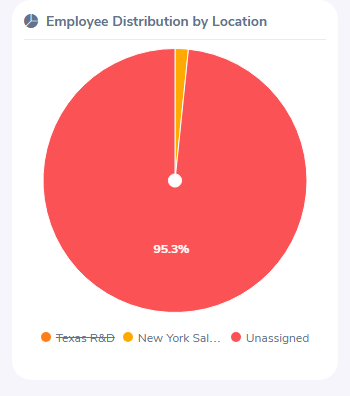 Employee Distribution by Location
95.3%
Texas R&D New York Sal... Unassigned